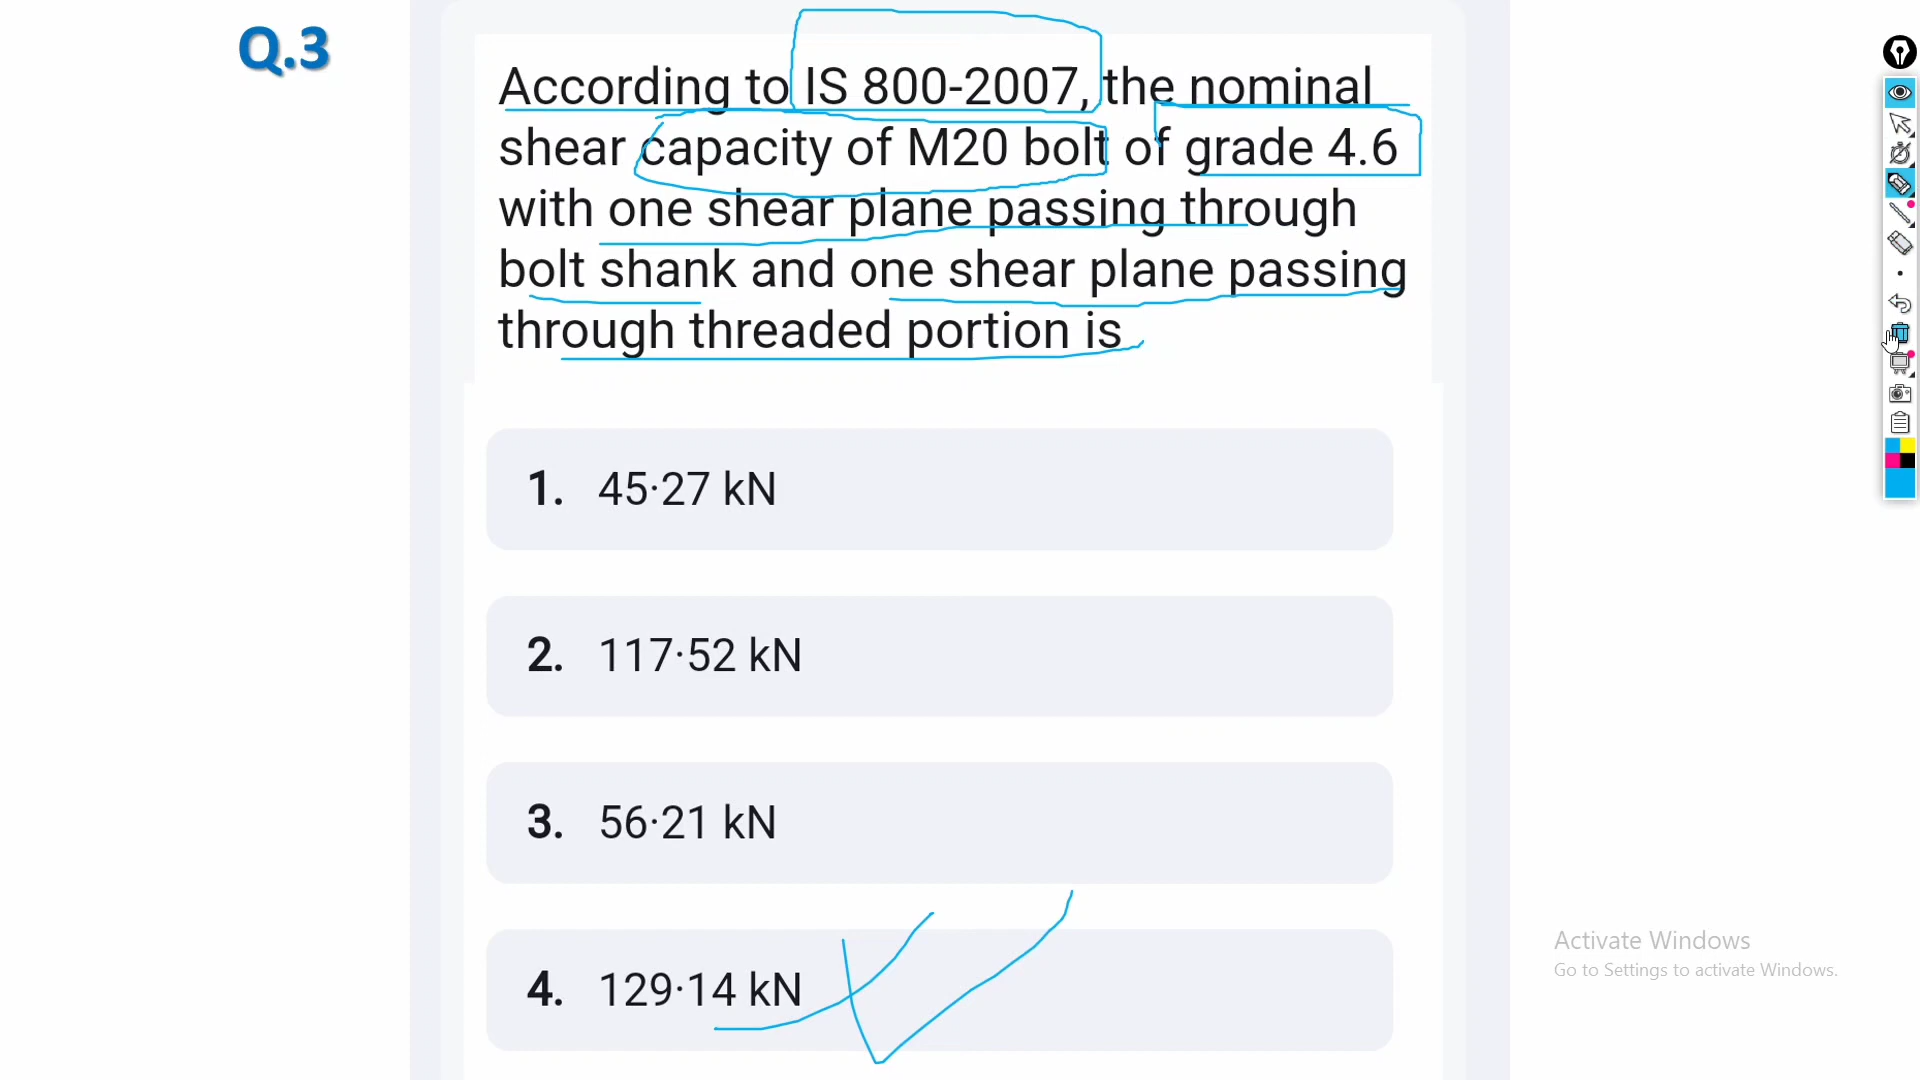 Q.3
According to IS 800-2007, the nominal
shear capacity of M20 bolt of grade 4.6
with one shear plane passing through
bolt shank and one shear plane passing
through threaded portion is
1. 45·27 kN
2. 117·52 kN
3. 56·21 kN
4. 129·14 kN
Activate Windows
Go to Settings to activate Windows.